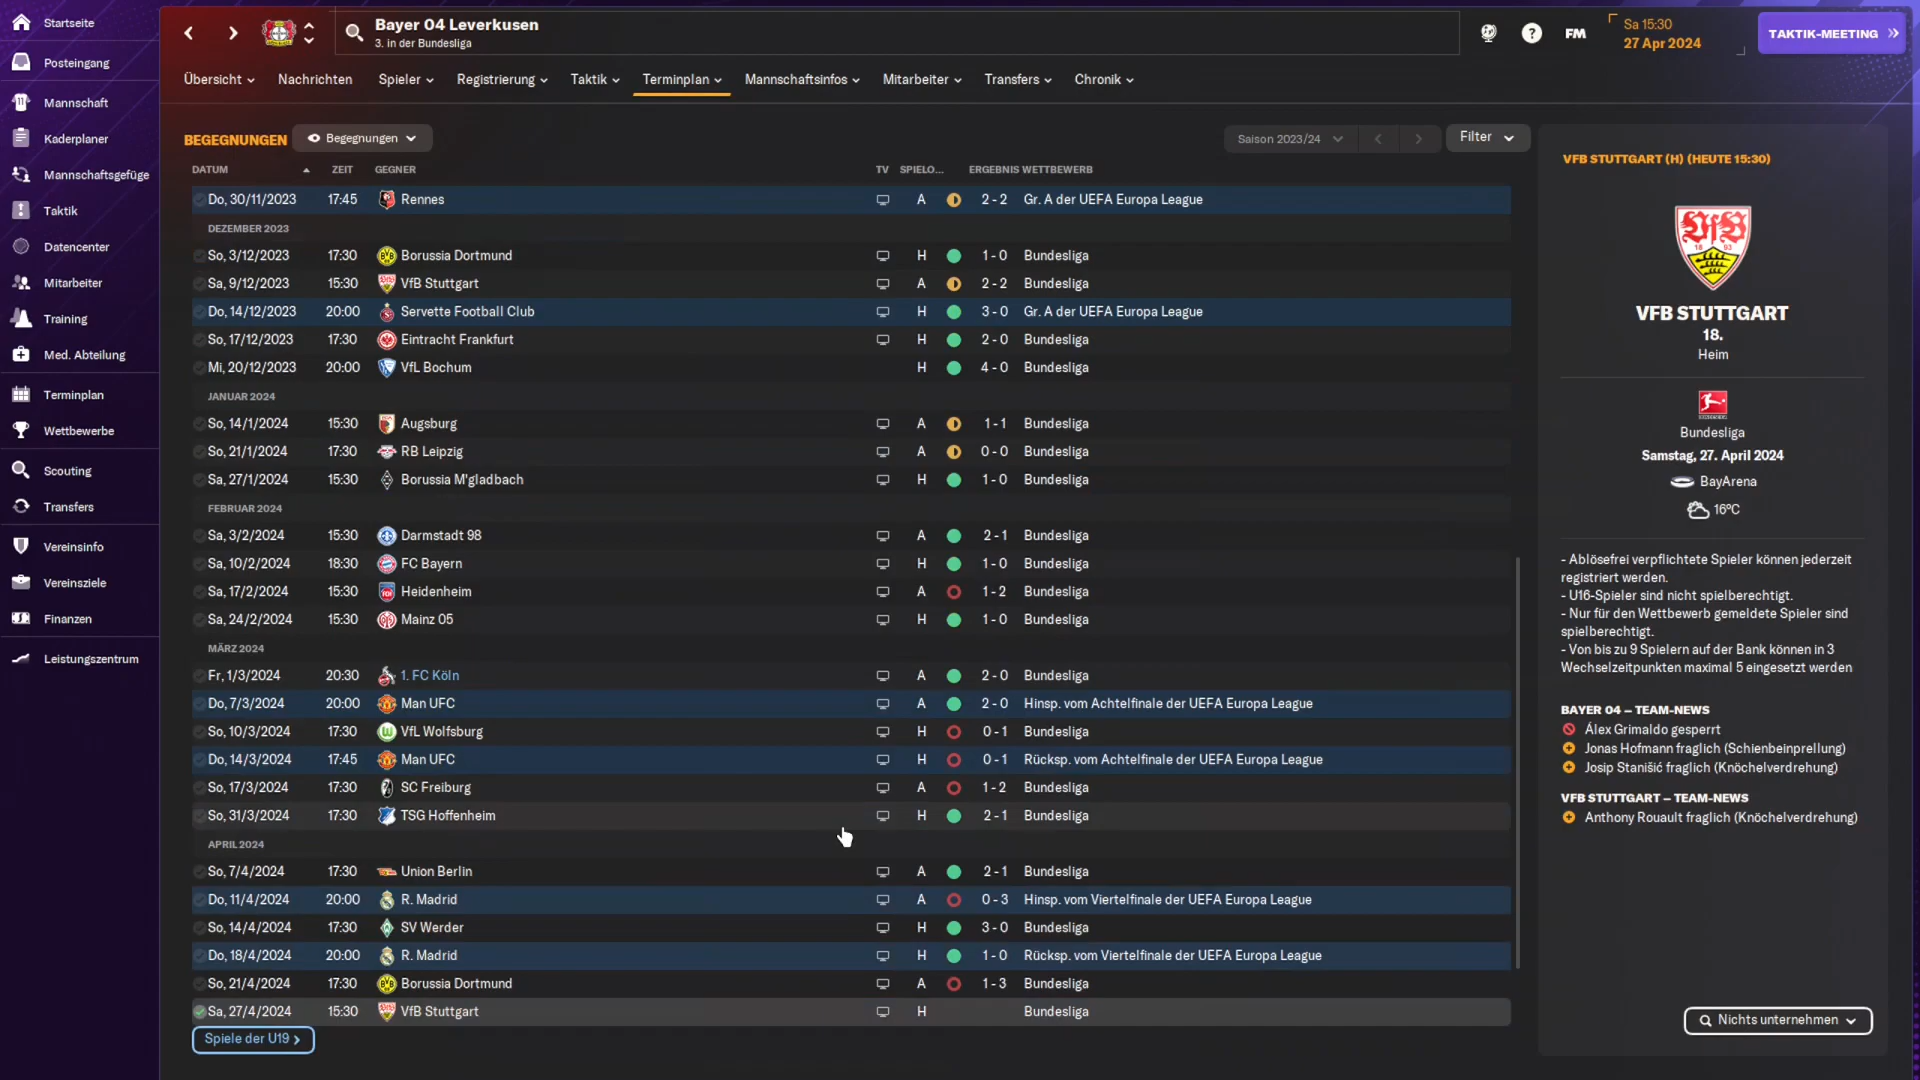 Startseite
Posteingang
Mannschaft
Kaderplaner
Mannschaftsgefüge
Taktik
Datencenter
Mitarbeiter
Training
Med. Abteilung
Terminplan
Wettbewerbe
Scouting
Transfers
Vereinsinfo
Vereinsziele
Finanzen
Leistungszentrum
Bayer 04 Leverkusen
3. in der Bundesliga
FM
Sa 15:30
27 Apr 2024
TAKTIK-MEETING
Übersicht Nachrichten Spieler Registrierung Taktik Terminplan Mannschaftsinfos Mitarbeiter Transfers Chronik
BEGEGNUNGEN Begegnungen Saison 2023/24 Filter
DATUM ZEIT GEGNER TV SPIELO... ERGEBNIS WETTBEWERB
Do, 30/11/2023 17:45 Rennes A 2 - 2 Gr. A der UEFA Europa League
DEZEMBER 2023
So, 3/12/2023 17:30 Borussia Dortmund H 1 - 0 Bundesliga
Sa, 9/12/2023 15:30 VfB Stuttgart A 2 - 2 Bundesliga
Do, 14/12/2023 20:00 Servette Football Club H 3 - 0 Gr. A der UEFA Europa League
So, 17/12/2023 17:30 Eintracht Frankfurt H 2 - 0 Bundesliga
Mi, 20/12/2023 20:00 VfL Bochum H 4 - 0 Bundesliga
JANUAR 2024
So, 14/1/2024 15:30 Augsburg A 1 - 1 Bundesliga
So, 21/1/2024 17:30 RB Leipzig A 0 - 0 Bundesliga
Sa, 27/1/2024 15:30 Borussia M'gladbach H 1 - 0 Bundesliga
FEBRUAR 2024
Sa, 3/2/2024 15:30 Darmstadt 98 A 2 - 1 Bundesliga
Sa, 10/2/2024 18:30 FC Bayern H 1 - 0 Bundesliga
Sa, 17/2/2024 15:30 Heidenheim A 1 - 2 Bundesliga
Sa, 24/2/2024 15:30 Mainz 05 H 1 - 0 Bundesliga
MÄRZ 2024
Fr, 1/3/2024 20:30 1. FC Köln A 2 - 0 Bundesliga
Do, 7/3/2024 20:00 Man UFC A 2 - 0 Hinsp. vom Achtelfinale der UEFA Europa League
So, 10/3/2024 17:30 VfL Wolfsburg H 0 - 1 Bundesliga
Do, 14/3/2024 17:45 Man UFC H 0 - 1 Rücksp. vom Achtelfinale der UEFA Europa League
So, 17/3/2024 17:30 SC Freiburg A 1 - 2 Bundesliga
So, 31/3/2024 17:30 TSG Hoffenheim H 2 - 1 Bundesliga
APRIL 2024
So, 7/4/2024 17:30 Union Berlin A 2 - 1 Bundesliga
Do, 11/4/2024 20:00 R. Madrid A 0 - 3 Hinsp. vom Viertelfinale der UEFA Europa League
So, 14/4/2024 17:30 SV Werder H 3 - 0 Bundesliga
Do, 18/4/2024 20:00 R. Madrid H 1 - 0 Rücksp. vom Viertelfinale der UEFA Europa League
So, 21/4/2024 17:30 Borussia Dortmund A 1 - 3 Bundesliga
Sa, 27/4/2024 15:30 VfB Stuttgart H Bundesliga
Spiele der U19
VFB STUTTGART (H) (HEUTE 15:30)
VfB
18 93
VFB STUTTGART
18.
Heim
Bundesliga
Samstag, 27. April 2024
BayArena
16°C
- Ablösefrei verpflichtete Spieler können jederzeit
registriert werden.
- U16-Spieler sind nicht spielberechtigt.
- Nur für den Wettbewerb gemeldete Spieler sind
spielberechtigt.
- Von bis zu 9 Spielern auf der Bank können in 3
Wechselzeitpunkten maximal 5 eingesetzt werden
BAYER 04 – TEAM-NEWS
Álex Grimaldo gesperrt
Jonas Hofmann fraglich (Schienbeinprellung)
Josip Stanišić fraglich (Knöchelverdrehung)
VFB STUTTGART – TEAM-NEWS
Anthony Rouault fraglich (Knöchelverdrehung)
Nichts unternehmen